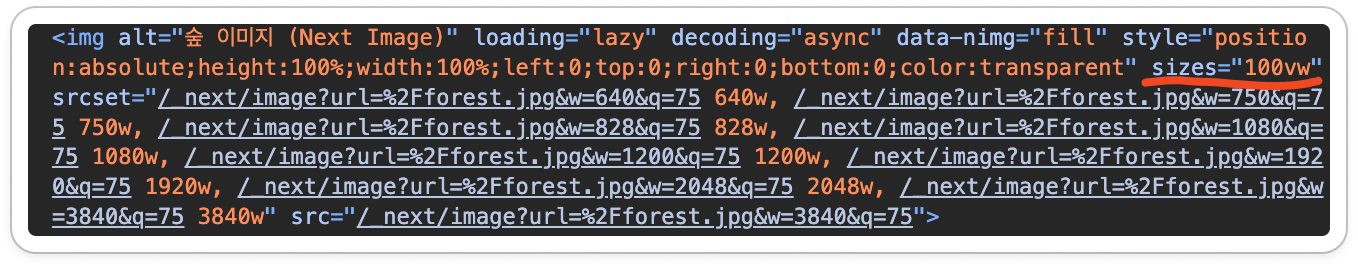 <img alt="숲 이미지 (Next Image)" loading="lazy" decoding="async" data-nimg="fill" style="positio
n:absolute;height:100%;width:100%;left:0;top:0;right:0;bottom:0;color:transparent" sizes="100vw"
srcset="/_next/image?url=%2Fforest.jpg&w=640&q=75 640w, /_next/image?url=%2Fforest.jpg&w=750&q=7
5 750w, /_next/image?url=%2Fforest.jpg&w=828&q=75 828w, /_next/image?url=%2Fforest.jpg&w=1080&q=
75 1080w, /_next/image?url=%2Fforest.jpg&w=1200&q=75 1200w, /_next/image?url=%2Fforest.jpg&w=192
0&q=75 1920w, /_next/image?url=%2Fforest.jpg&w=2048&q=75 2048w, /_next/image?url=%2Fforest.jpg&w
=3840&q=75 3840w" src="/_next/image?url=%2Fforest.jpg&w=3840&q=75">